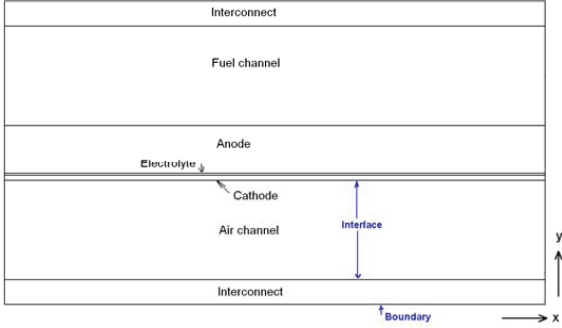 Interconnect
Fuel channel
Anode
Electrolyte
Cathode
Air channel
Interface
y
Interconnect
Boundary
x